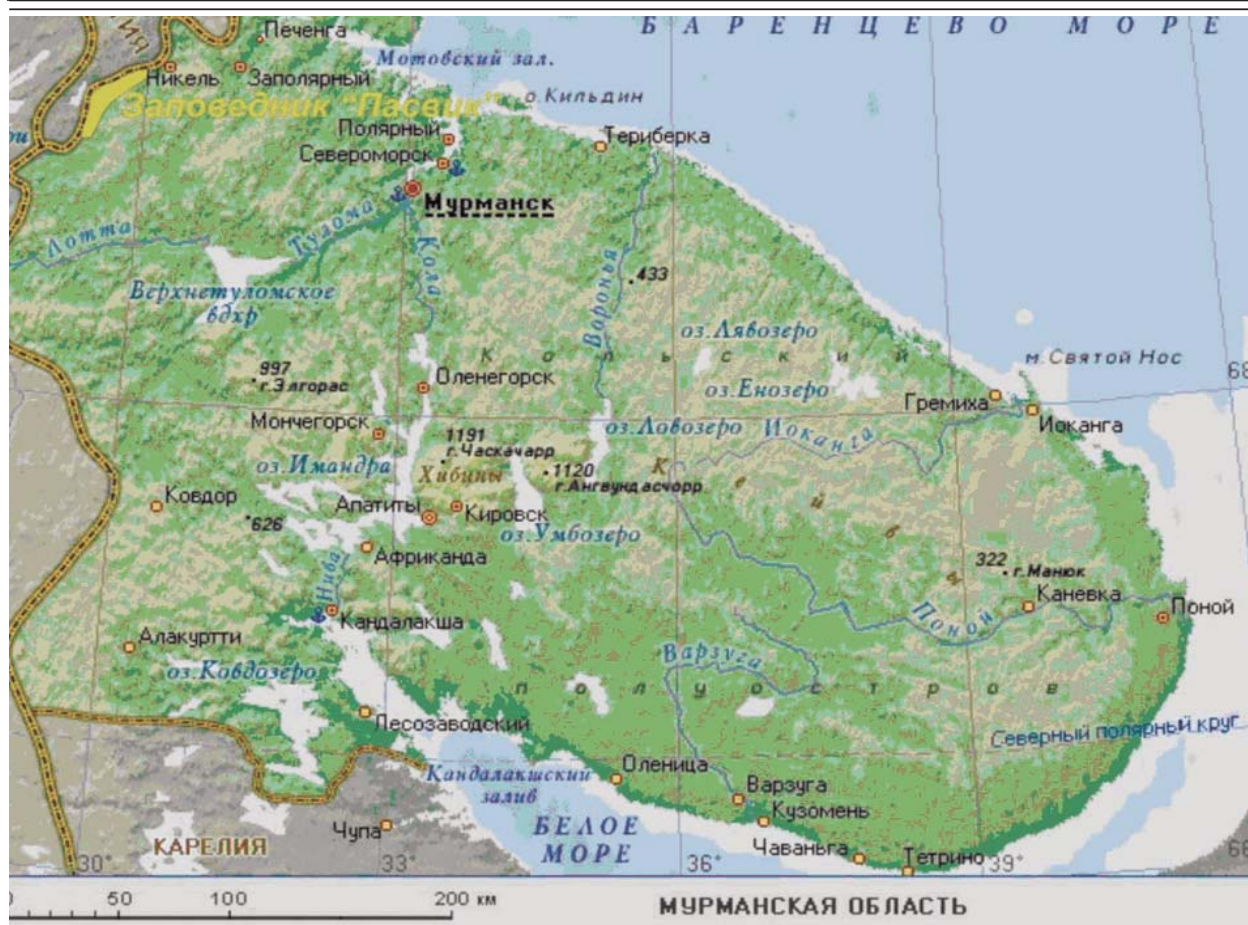 БАРЕНЦЕВО МОРЕ
Печенга
Мотовский зал.
Никель
Заполярный
Заповедник "Пасвик"
о.Кильдин
Полярный
Териберка
Североморск
Мурманск
Лотта
Тулома
Кола
Воронья
433
Верхнетуломское
вдхр
оз.Лявозеро
Кольский
м.Святой Нос
68
997
г.Элгорас
Оленегорск
оз.Енозеро
Гремиха
Мончегорск
1191
г.Часкачарр
оз.Ловозеро
Иоканга
Иоканга
оз.Имандра
Хибины
1120
г.Ангвундасчорр
Кейвы
Ковдор
626
Апатиты
Кировск
оз.Умбозеро
Африканда
322
г.Манюк
Нива
Каневка
Кандалакша
Поной
Поной
Алакуртти
Варзуга
оз.Ковдозеро
полуостров
Лесозаводский
Северный полярный круг
Оленица
Кандалакшский
залив
Варзуга
Кузомень
Чупа
БЕЛОЕ
МОРЕ
КАРЕЛИЯ
Чаваньга
Тетрино
30°
33°
36°
39°
66
0 50 100 200 км
МУРМАНСКАЯ ОБЛАСТЬ